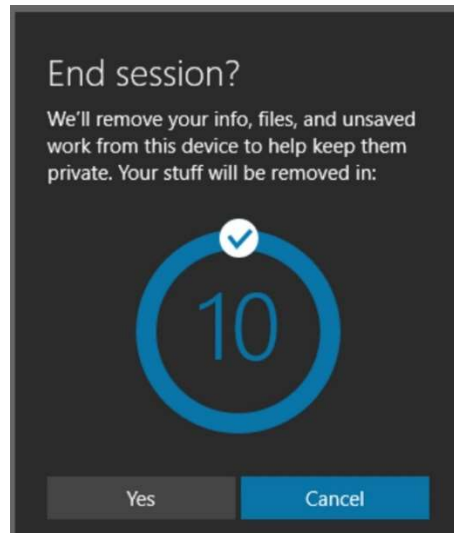 End session?
We'll remove your info, files, and unsaved
work from this device to help keep them
private. Your stuff will be removed in:
10
Yes
Cancel